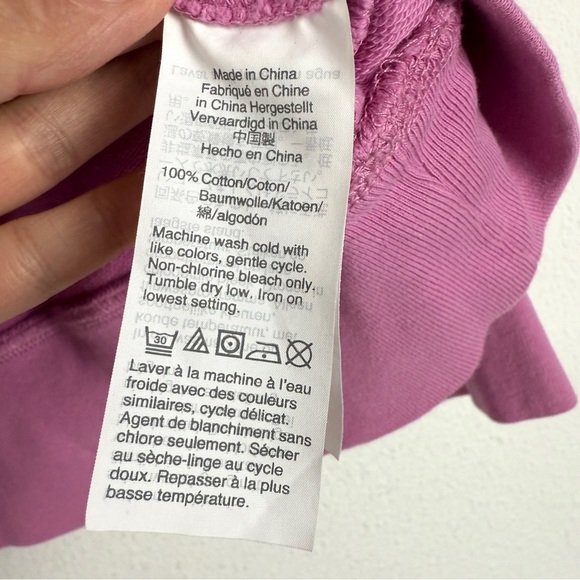 Made in China
Fabriqué en Chine
in China Hergestellt
Vervaardigd in China
中国製
Hecho en China
100% Cotton/Coton/
Baumwolle/Katoen/
綿/algodón
Machine wash cold with
like colors, gentle cycle.
Non-chlorine bleach only.
Tumble dry low. Iron on
lowest setting.
30
Laver à la machine à l'eau
froide avec des couleurs
similaires, cycle délicat.
Agent de blanchiment sans
chlore seulement. Sécher
au sèche-linge au cycle
doux. Repasser à la plus
basse température.